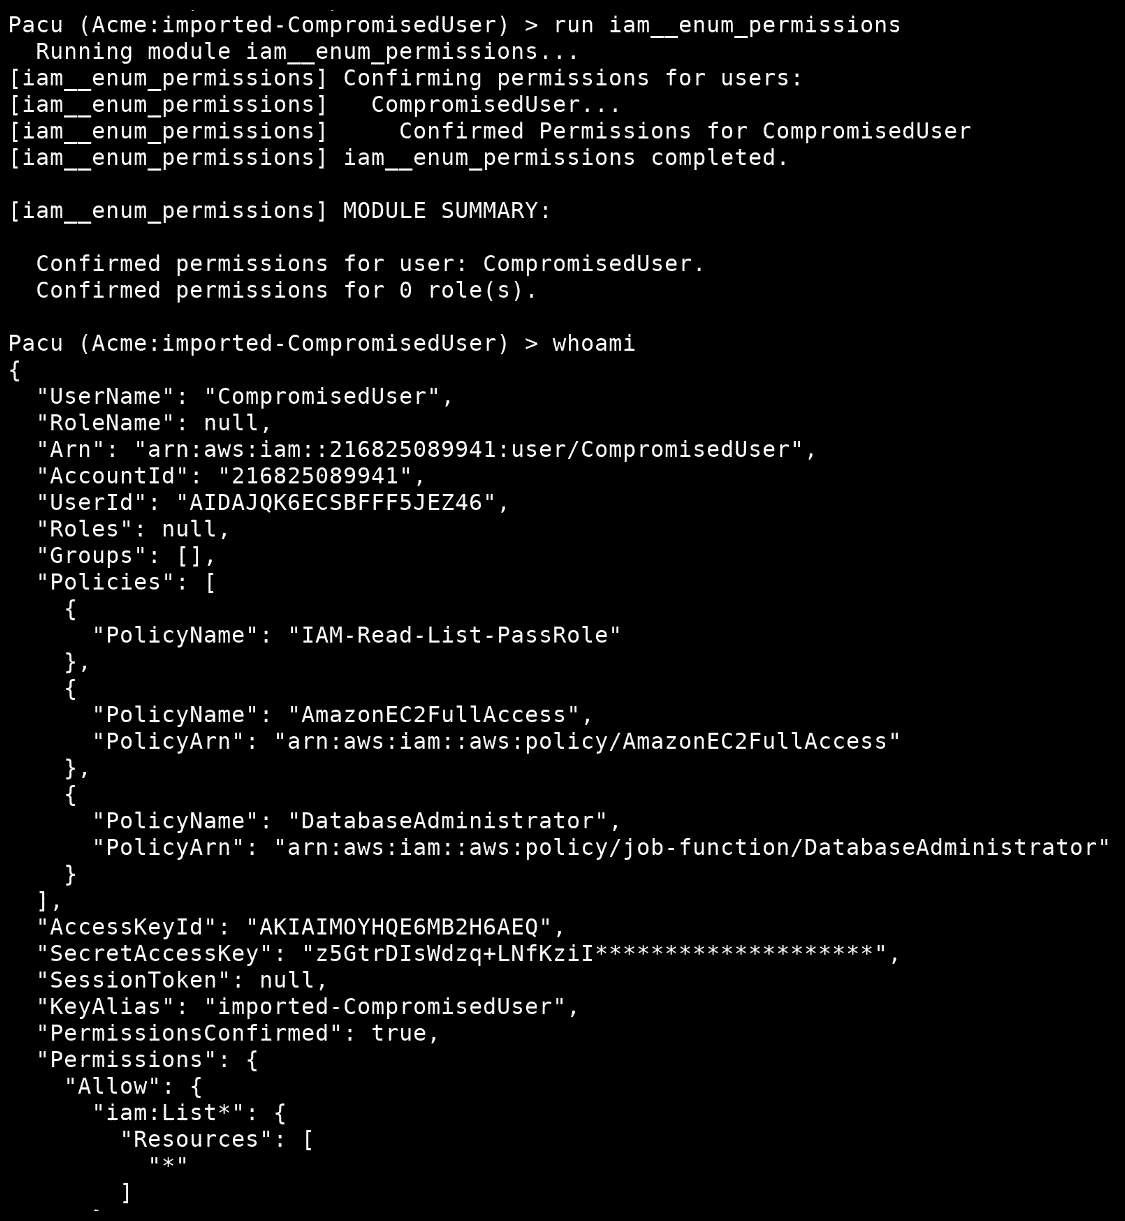 Pacu (Acme:imported-CompromisedUser) > run iam__enum_permissions
  Running module iam__enum_permissions...
[iam__enum_permissions] Confirming permissions for users:
[iam__enum_permissions]   CompromisedUser...
[iam__enum_permissions]     Confirmed Permissions for CompromisedUser
[iam__enum_permissions] iam__enum_permissions completed.

[iam__enum_permissions] MODULE SUMMARY:

  Confirmed permissions for user: CompromisedUser.
  Confirmed permissions for 0 role(s).

Pacu (Acme:imported-CompromisedUser) > whoami
{
  "UserName": "CompromisedUser",
  "RoleName": null,
  "Arn": "arn:aws:iam::216825089941:user/CompromisedUser",
  "AccountId": "216825089941",
  "UserId": "AIDAJQK6ECSBFFF5JEZ46",
  "Roles": null,
  "Groups": [],
  "Policies": [
    {
      "PolicyName": "IAM-Read-List-PassRole"
    },
    {
      "PolicyName": "AmazonEC2FullAccess",
      "PolicyArn": "arn:aws:iam::aws:policy/AmazonEC2FullAccess"
    },
    {
      "PolicyName": "DatabaseAdministrator",
      "PolicyArn": "arn:aws:iam::aws:policy/job-function/DatabaseAdministrator"
    }
  ],
  "AccessKeyId": "AKIAIMOYHQE6MB2H6AEQ",
  "SecretAccessKey": "z5GtrDIsWdzq+LNfKziI********************",
  "SessionToken": null,
  "KeyAlias": "imported-CompromisedUser",
  "PermissionsConfirmed": true,
  "Permissions": {
    "Allow": {
      "iam:List*": {
        "Resources": [
          "*"
        ]